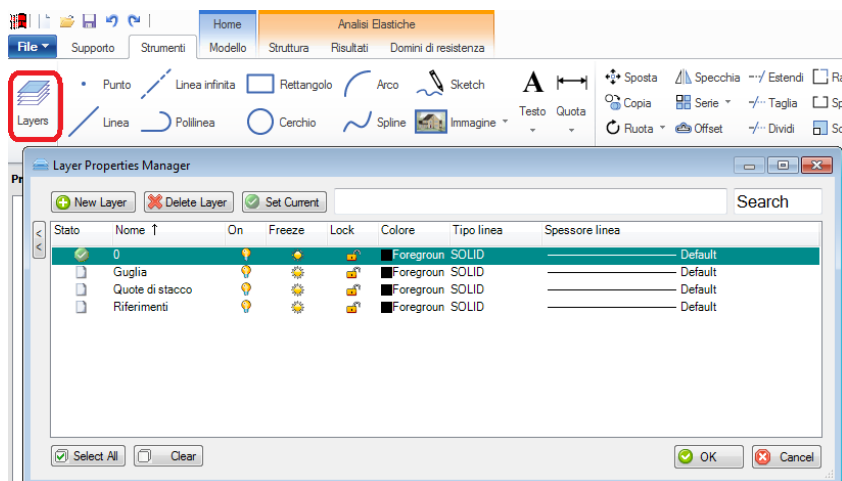 Home Analisi Elastiche
File Supporto Strumenti Modello Struttura Risultati Domini di resistenza
Punto Linea infinita Rettangolo Arco Sketch A Sposta Specchia Estendi
Layers Testo Quota Copia Serie Taglia
Linea Polilinea Cerchio Spline Immagine Ruota Offset Dividi
Layer Properties Manager
New Layer Delete Layer Set Current Search
Stato Nome ↑ On Freeze Lock Colore Tipo linea Spessore linea
0 Foregroun SOLID Default
Guglia Foregroun SOLID Default
Quote di stacco Foregroun SOLID Default
Riferimenti Foregroun SOLID Default
Select All Clear OK Cancel